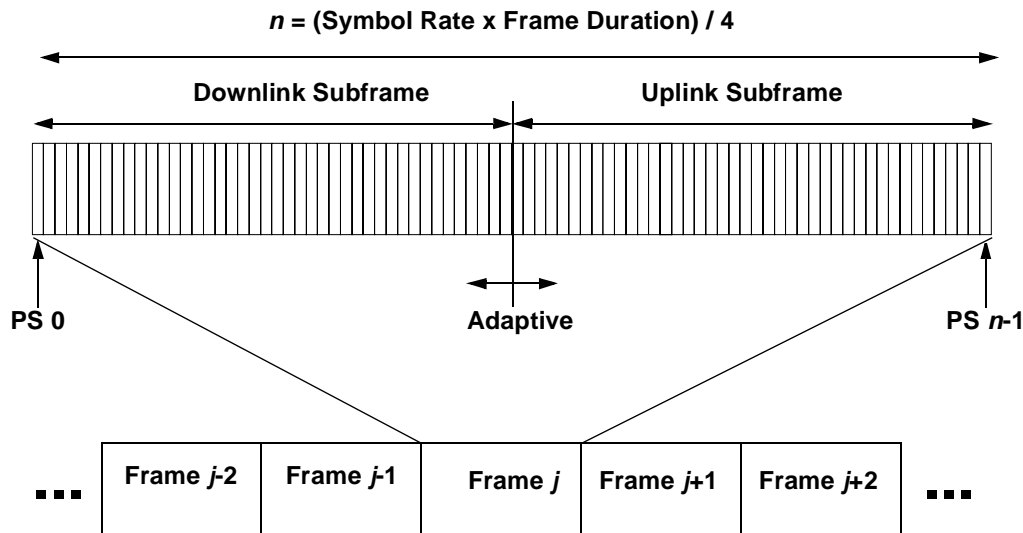 n = (Symbol Rate x Frame Duration) / 4
Downlink Subframe
Uplink Subframe
PS 0
Adaptive
PS n-1
Frame j-2
Frame j-1
Frame j
Frame j+1
Frame j+2